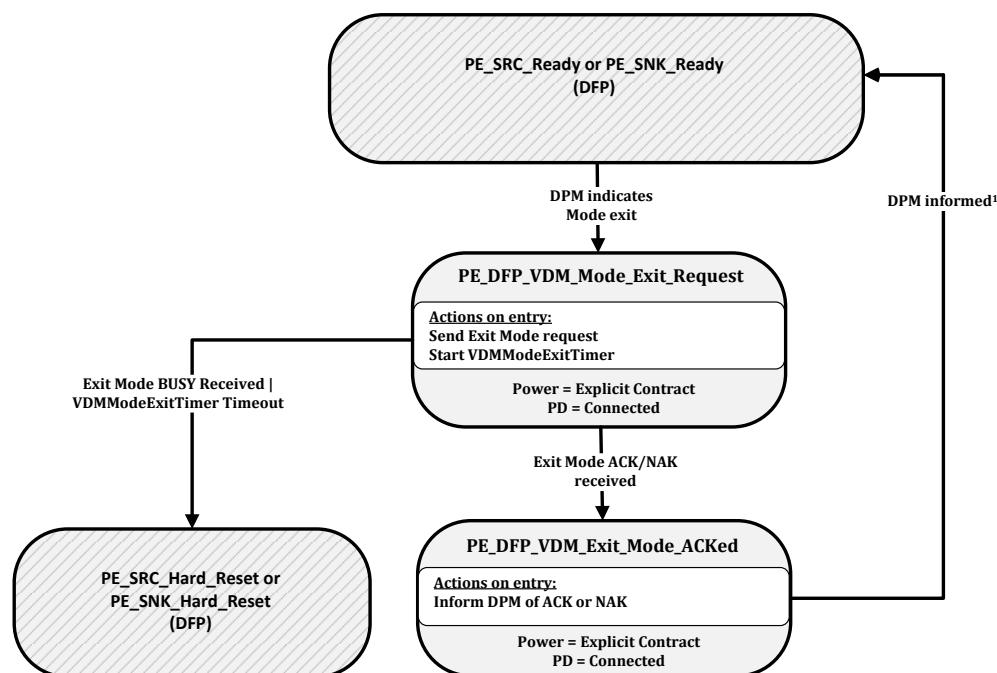 PE_SRC_Ready or PE_SNK_Ready
(DFP)
DPM indicates
Mode exit
DPM informed¹
PE_DFP_VDM_Mode_Exit_Request
Actions on entry:
Send Exit Mode request
Start VDMModeExitTimer
Power = Explicit Contract
PD = Connected
Exit Mode BUSY Received |
VDMModeExitTimer Timeout
Exit Mode ACK/NAK
received
PE_SRC_Hard_Reset or
PE_SNK_Hard_Reset
(DFP)
PE_DFP_VDM_Exit_Mode_ACKed
Actions on entry:
Inform DPM of ACK or NAK
Power = Explicit Contract
PD = Connected